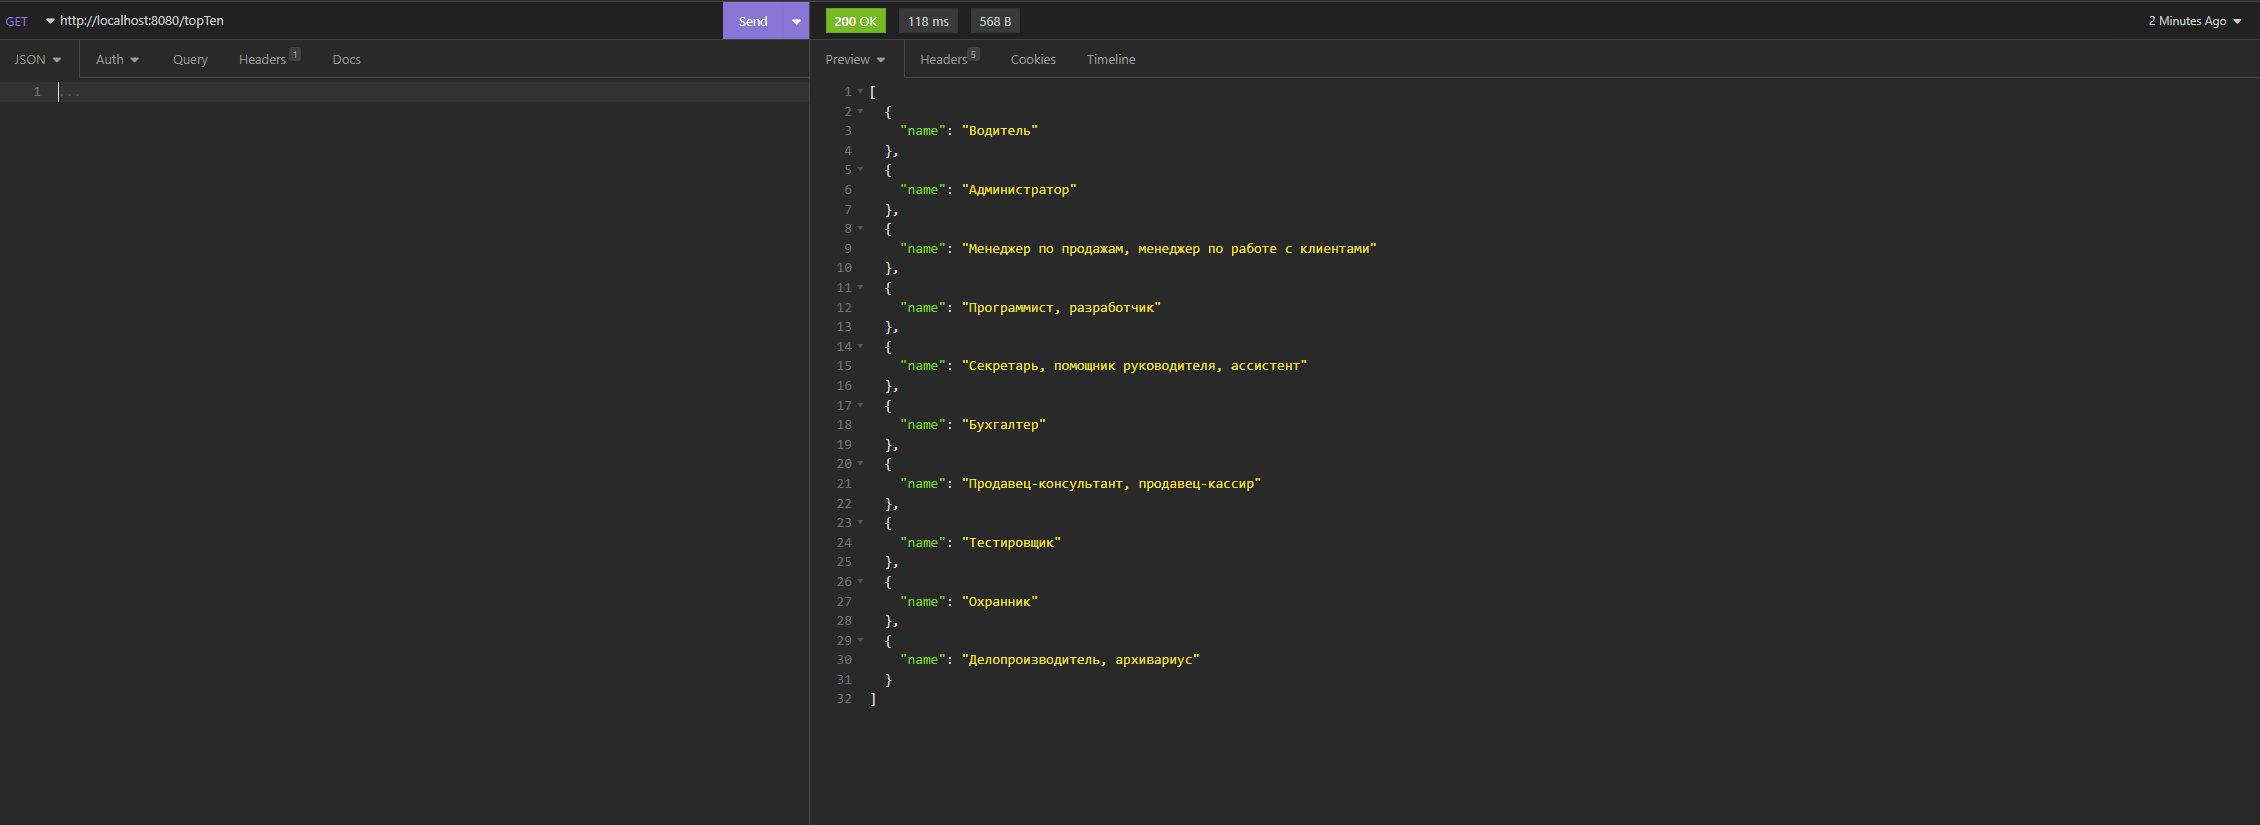 GET http://localhost:8080/topTen Send 200 OK 118 ms 568 B 2 Minutes Ago
JSON Auth Query Headers 1 Docs Preview Headers 5 Cookies Timeline
1 ...
1 [
2 {
3 "name": "Водитель"
4 },
5 {
6 "name": "Администратор"
7 },
8 {
9 "name": "Менеджер по продажам, менеджер по работе с клиентами"
10 },
11 {
12 "name": "Программист, разработчик"
13 },
14 {
15 "name": "Секретарь, помощник руководителя, ассистент"
16 },
17 {
18 "name": "Бухгалтер"
19 },
20 {
21 "name": "Продавец-консультант, продавец-кассир"
22 },
23 {
24 "name": "Тестировщик"
25 },
26 {
27 "name": "Охранник"
28 },
29 {
30 "name": "Делопроизводитель, архивариус"
31 }
32 ]